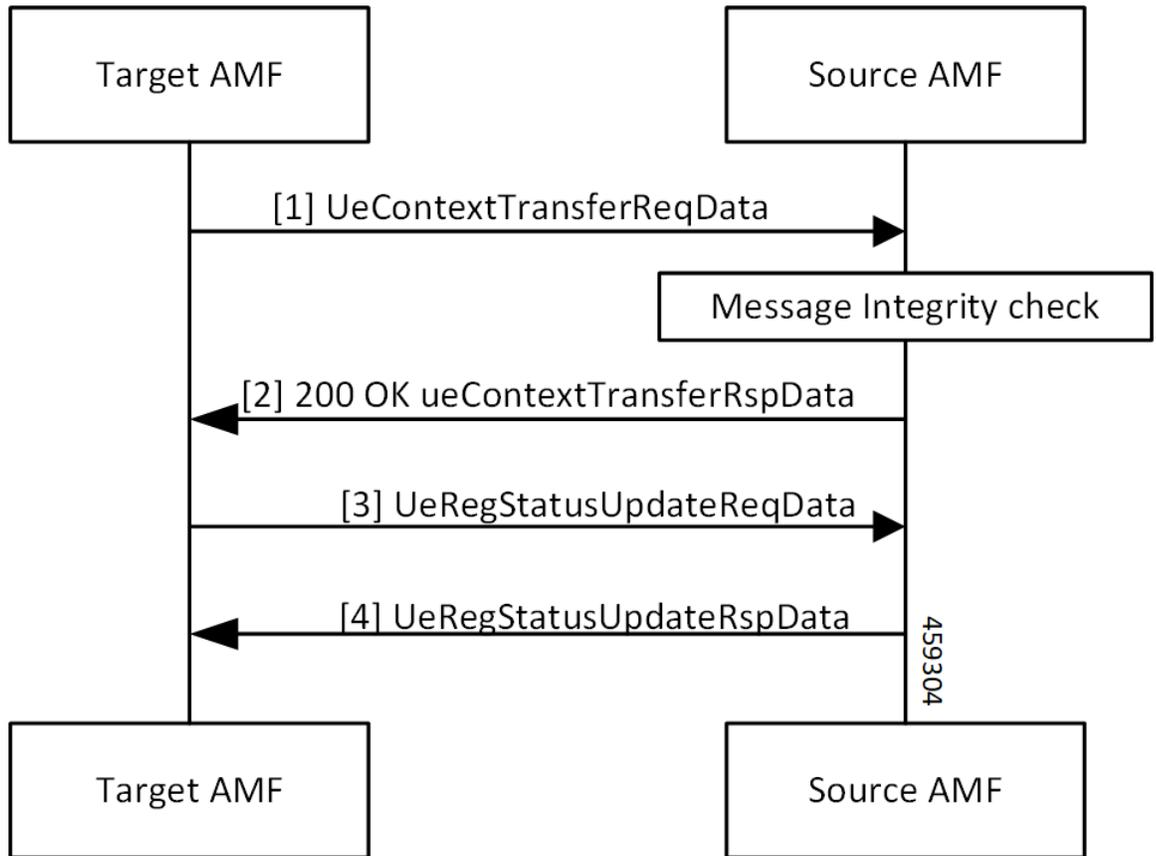 Target AMF
Source AMF
[1] UeContextTransferReqData
Message Integrity check
[2] 200 OK ueContextTransferRspData
[3] UeRegStatusUpdateReqData
[4] UeRegStatusUpdateRspData
459304
Target AMF
Source AMF